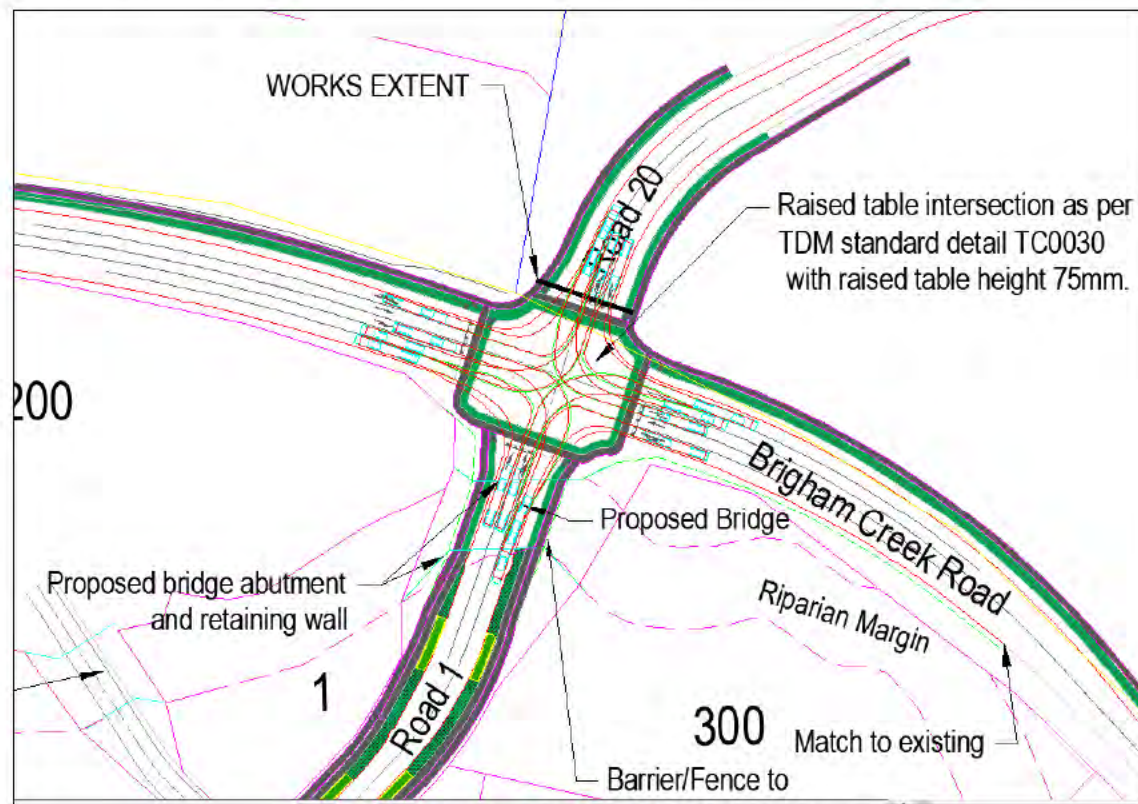 WORKS EXTENT
Road 20
Raised table intersection as per
TDM standard detail TC0030
with raised table height 75mm.
200
Brigham Creek Road
Proposed Bridge
Proposed bridge abutment
and retaining wall
Riparian Margin
1
Road 1
300
Match to existing
Barrier/Fence to